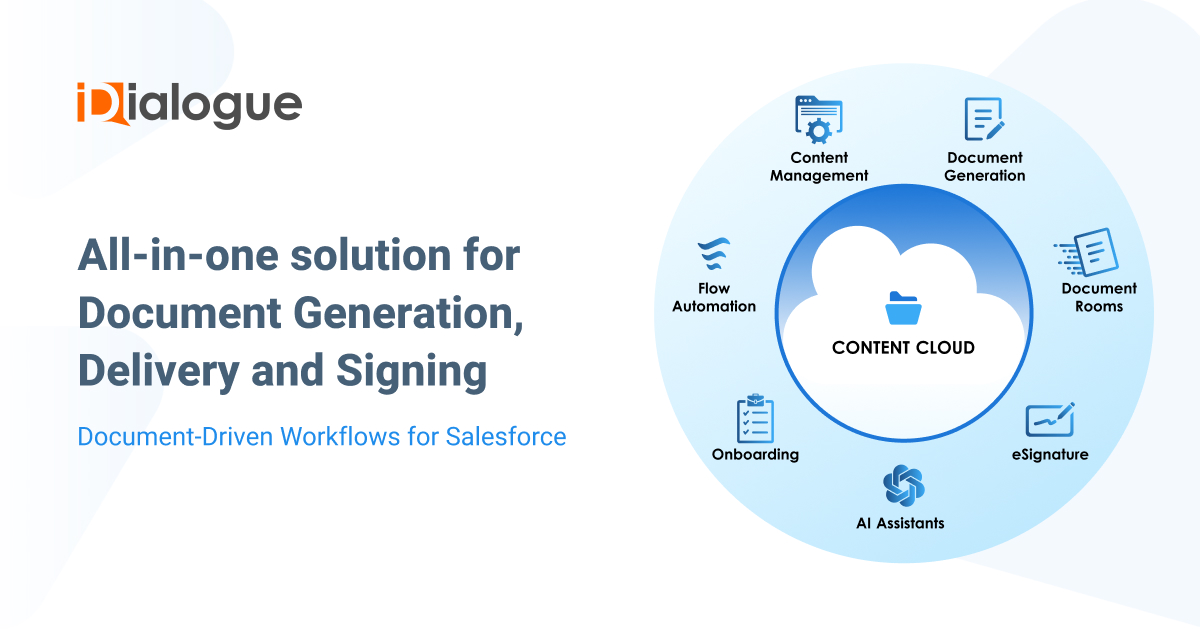 iDialogue
All-in-one solution for
Document Generation,
Delivery and Signing
Document-Driven Workflows for Salesforce
Content
Management
Document
Generation
Flow
Automation
Document
Rooms
CONTENT CLOUD
Onboarding
eSignature
AI Assistants